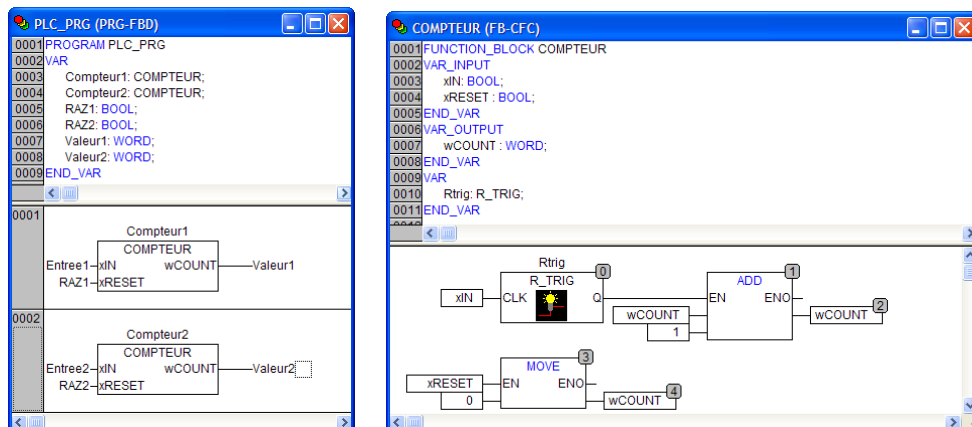 PLC_PRG (PRG-FBD)
0001 PROGRAM PLC_PRG
0002 VAR
0003 Compteur1: COMPTEUR;
0004 Compteur2: COMPTEUR;
0005 RAZ1: BOOL;
0006 RAZ2: BOOL;
0007 Valeur1: WORD;
0008 Valeur2: WORD;
0009 END_VAR
0001
Compteur1
COMPTEUR
Entree1 xIN wCOUNT Valeur1
RAZ1 xRESET
0002
Compteur2
COMPTEUR
Entree2 xIN wCOUNT Valeur2
RAZ2 xRESET
COMPTEUR (FB-CFC)
0001 FUNCTION_BLOCK COMPTEUR
0002 VAR_INPUT
0003 xIN: BOOL;
0004 xRESET : BOOL;
0005 END_VAR
0006 VAR_OUTPUT
0007 wCOUNT : WORD;
0008 END_VAR
0009 VAR
0010 Rtrig: R_TRIG;
0011 END_VAR
Rtrig
R_TRIG 0
xIN CLK Q
ADD 1
EN ENO
wCOUNT wCOUNT 2
1
MOVE 3
xRESET EN ENO
0 wCOUNT 4